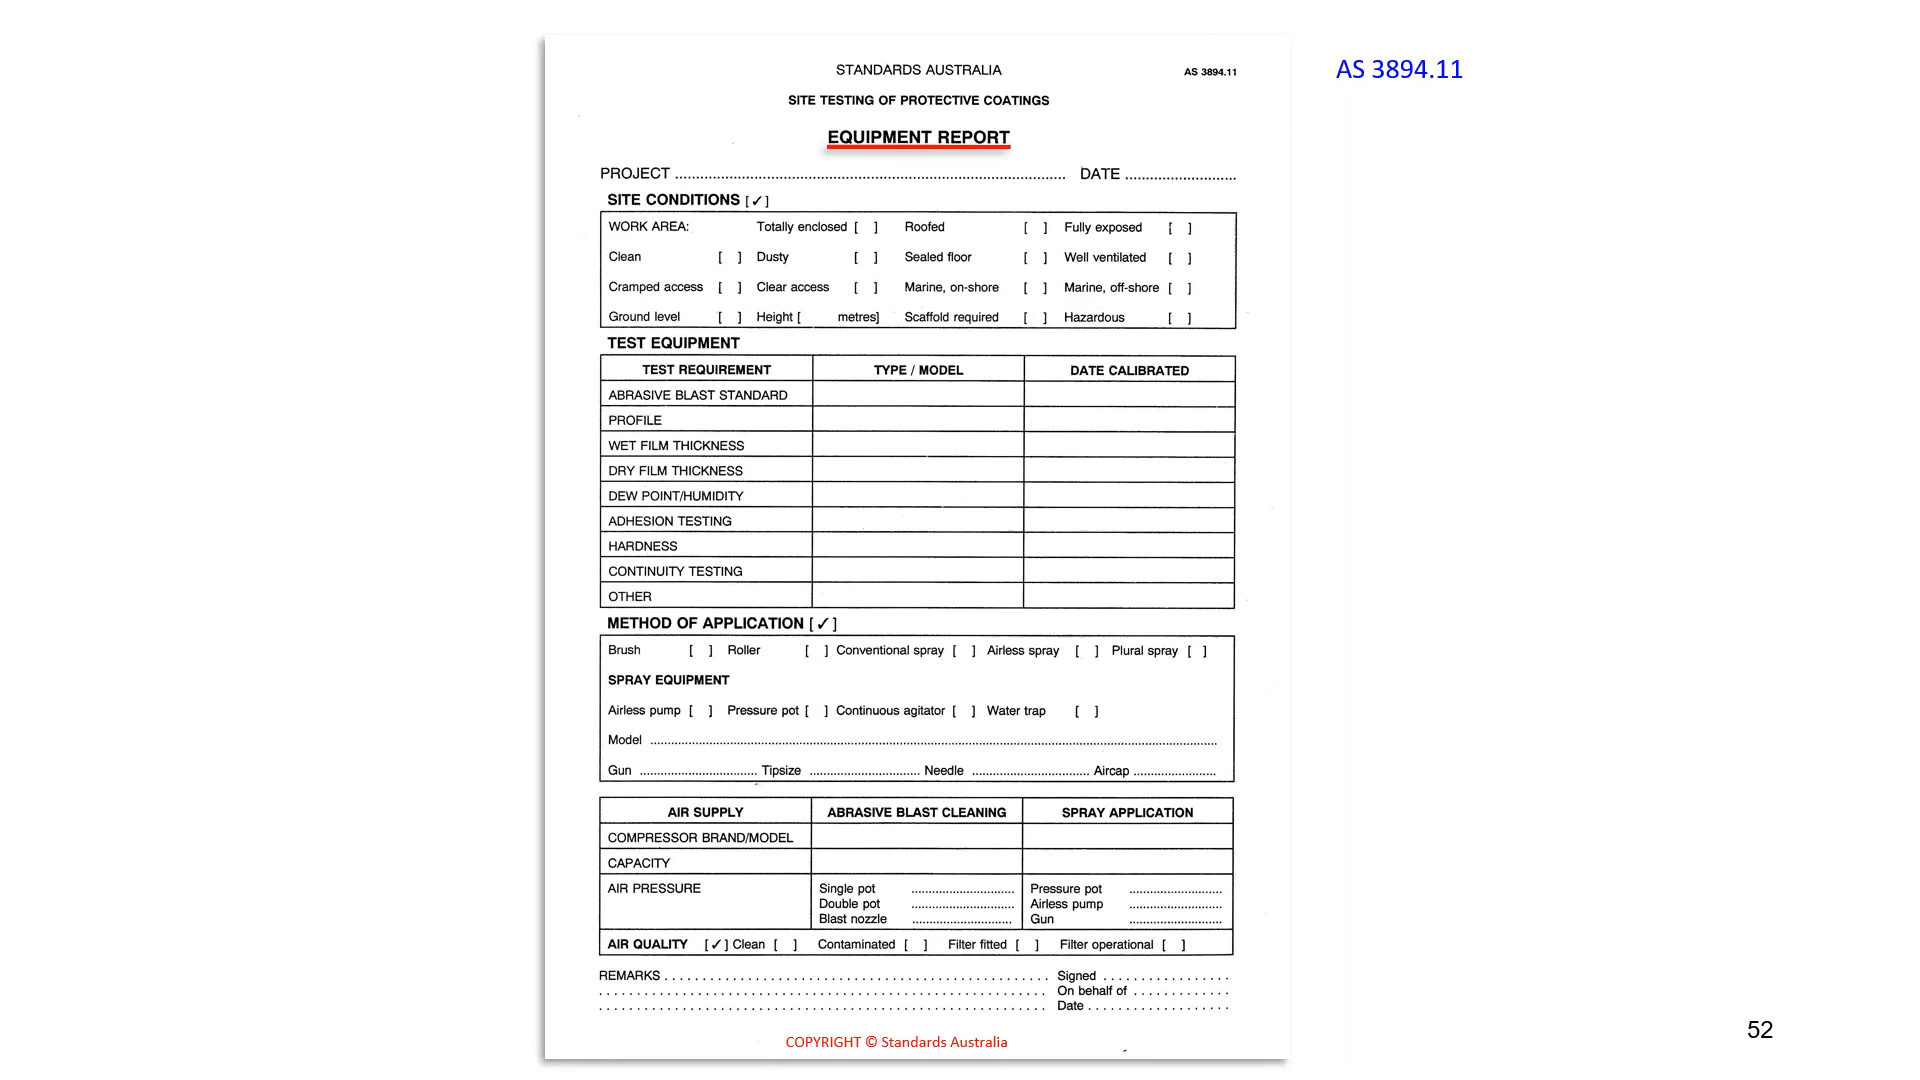 STANDARDS AUSTRALIA AS 3894.11
AS 3894.11
SITE TESTING OF PROTECTIVE COATINGS
EQUIPMENT REPORT
PROJECT ........................................ DATE ....................
SITE CONDITIONS [✓]
WORK AREA: Totally enclosed [ ] Roofed [ ] Fully exposed [ ]
Clean [ ] Dusty [ ] Sealed floor [ ] Well ventilated [ ]
Cramped access [ ] Clear access [ ] Marine, on-shore [ ] Marine, off-shore [ ]
Ground level [ ] Height [ metres] Scaffold required [ ] Hazardous [ ]
TEST EQUIPMENT
TEST REQUIREMENT TYPE / MODEL DATE CALIBRATED
ABRASIVE BLAST STANDARD
PROFILE
WET FILM THICKNESS
DRY FILM THICKNESS
DEW POINT/HUMIDITY
ADHESION TESTING
HARDNESS
CONTINUITY TESTING
OTHER
METHOD OF APPLICATION [✓]
Brush [ ] Roller [ ] Conventional spray [ ] Airless spray [ ] Plural spray [ ]
SPRAY EQUIPMENT
Airless pump [ ] Pressure pot [ ] Continuous agitator [ ] Water trap [ ]
Model ........................................
Gun .................... Tipsize .................... Needle .................... Aircap ....................
AIR SUPPLY ABRASIVE BLAST CLEANING SPRAY APPLICATION
COMPRESSOR BRAND/MODEL
CAPACITY
AIR PRESSURE Single pot .................... Pressure pot ....................
Double pot .................... Airless pump ....................
Blast nozzle .................... Gun ....................
AIR QUALITY [✓] Clean [ ] Contaminated [ ] Filter fitted [ ] Filter operational [ ]
REMARKS ........................................ Signed ....................
........................................ On behalf of ....................
........................................ Date ....................
COPYRIGHT © Standards Australia
52